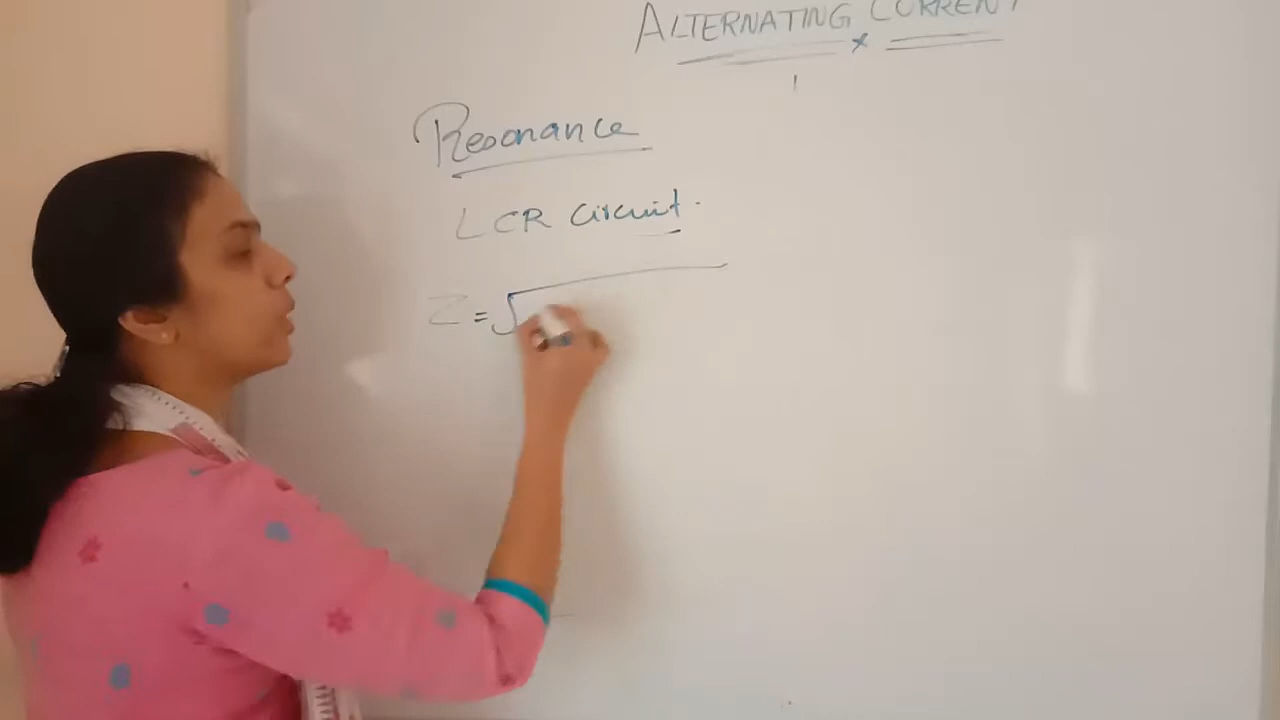 ALTERNATING CURRENT
Resonance
LCR Circuit.
Z = √